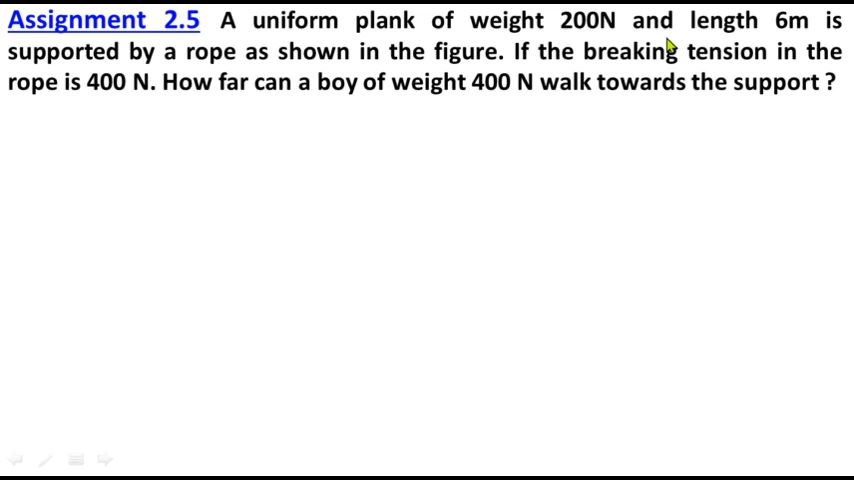 Assignment 2.5 A uniform plank of weight 200N and length 6m is
supported by a rope as shown in the figure. If the breaking tension in the
rope is 400 N. How far can a boy of weight 400 N walk towards the support ?